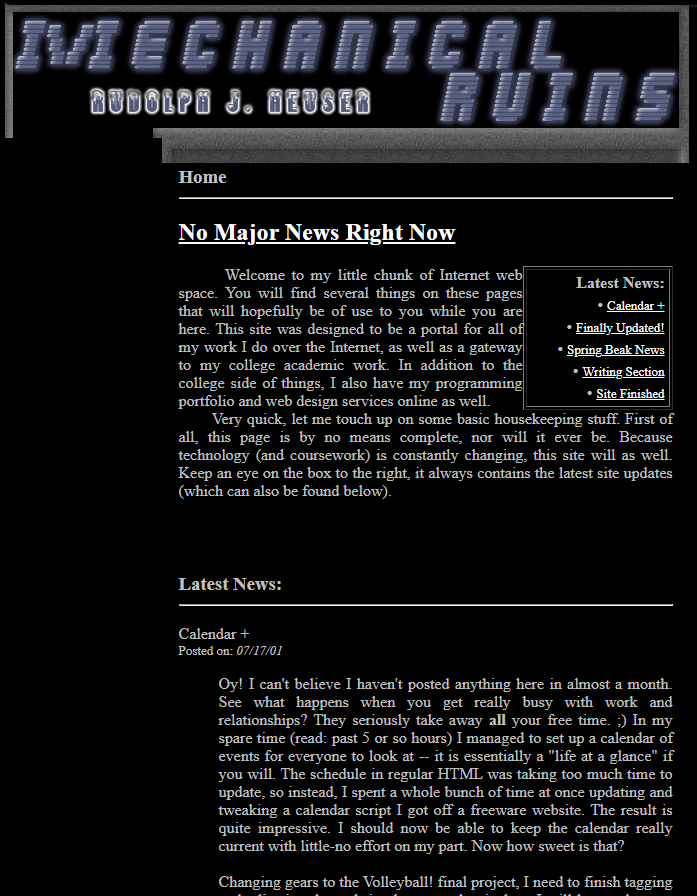 MECHANICAL
RUINS
RUDOLPH J. HEUSER
Home
No Major News Right Now
Welcome to my little chunk of Internet web
space. You will find several things on these pages
that will hopefully be of use to you while you are
here. This site was designed to be a portal for all of
my work I do over the Internet, as well as a gateway
to my college academic work. In addition to the
college side of things, I also have my programming
portfolio and web design services online as well.
Latest News:
• Calendar +
• Finally Updated!
• Spring Beak News
• Writing Section
• Site Finished
Very quick, let me touch up on some basic housekeeping stuff. First of
all, this page is by no means complete, nor will it ever be. Because
technology (and coursework) is constantly changing, this site will as well.
Keep an eye on the box to the right, it always contains the latest site updates
(which can also be found below).
Latest News:
Calendar +
Posted on: 07/17/01
Oy! I can't believe I haven't posted anything here in almost a month.
See what happens when you get really busy with work and
relationships? They seriously take away all your free time. ;) In my
spare time (read: past 5 or so hours) I managed to set up a calendar of
events for everyone to look at -- it is essentially a "life at a glance" if
you will. The schedule in regular HTML was taking too much time to
update, so instead, I spent a whole bunch of time at once updating and
tweaking a calendar script I got off a freeware website. The result is
quite impressive. I should now be able to keep the calendar really
current with little-no effort on my part. Now how sweet is that?
Changing gears to the Volleyball! final project, I need to finish tagging